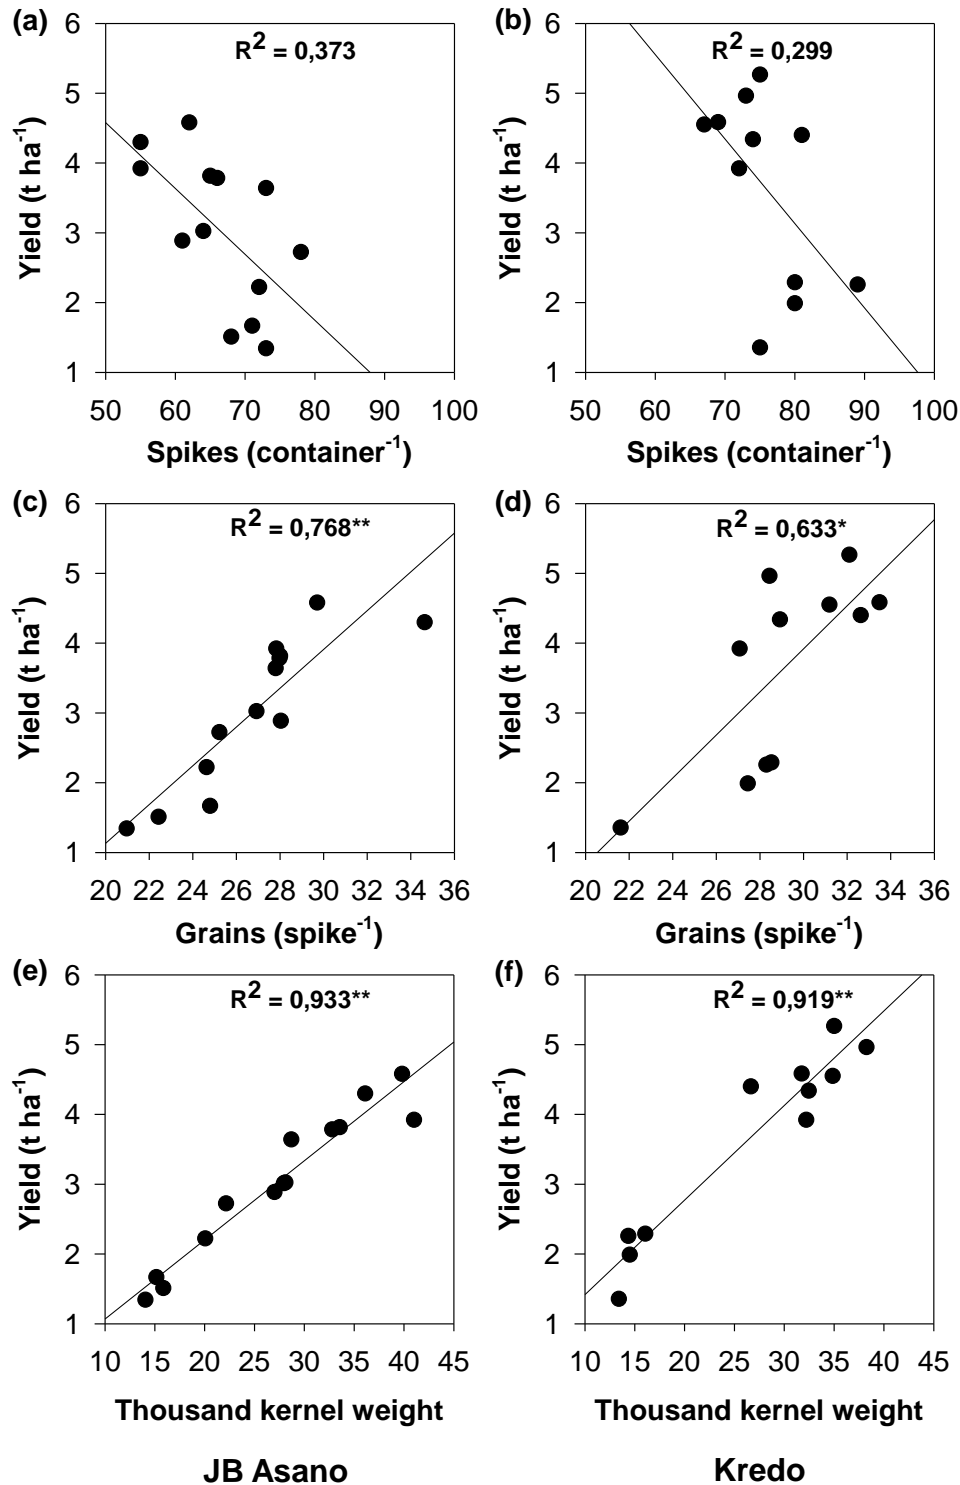 (a)
R² = 0,373
6
5
4
3
2
1
Yield (t ha⁻¹)
50 60 70 80 90 100
Spikes (container⁻¹)
(b)
R² = 0,299
6
5
4
3
2
1
Yield (t ha⁻¹)
50 60 70 80 90 100
Spikes (container⁻¹)
(c)
R² = 0,768**
6
5
4
3
2
1
Yield (t ha⁻¹)
20 22 24 26 28 30 32 34 36
Grains (spike⁻¹)
(d)
R² = 0,633*
6
5
4
3
2
1
Yield (t ha⁻¹)
20 22 24 26 28 30 32 34 36
Grains (spike⁻¹)
(e)
R² = 0,933**
6
5
4
3
2
1
Yield (t ha⁻¹)
10 15 20 25 30 35 40 45
Thousand kernel weight
(f)
R² = 0,919**
6
5
4
3
2
1
Yield (t ha⁻¹)
10 15 20 25 30 35 40 45
Thousand kernel weight
JB Asano
Kredo